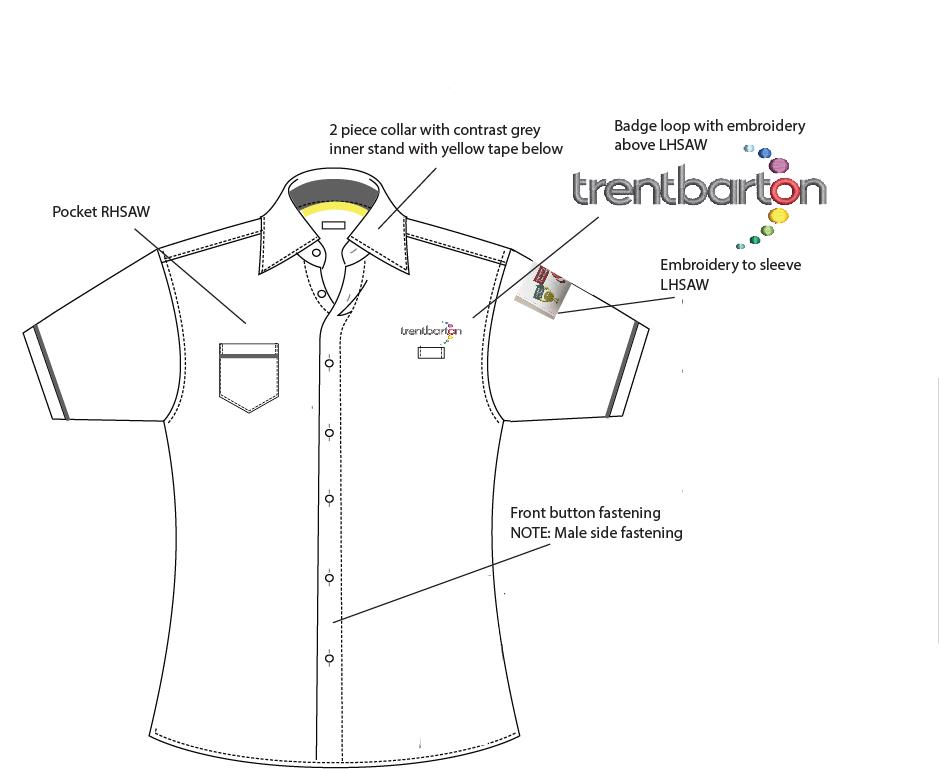 2 piece collar with contrast grey
inner stand with yellow tape below
Badge loop with embroidery
above LHSAW
trentbarton
Pocket RHSAW
Embroidery to sleeve
LHSAW
trentbarton
Front button fastening
NOTE: Male side fastening